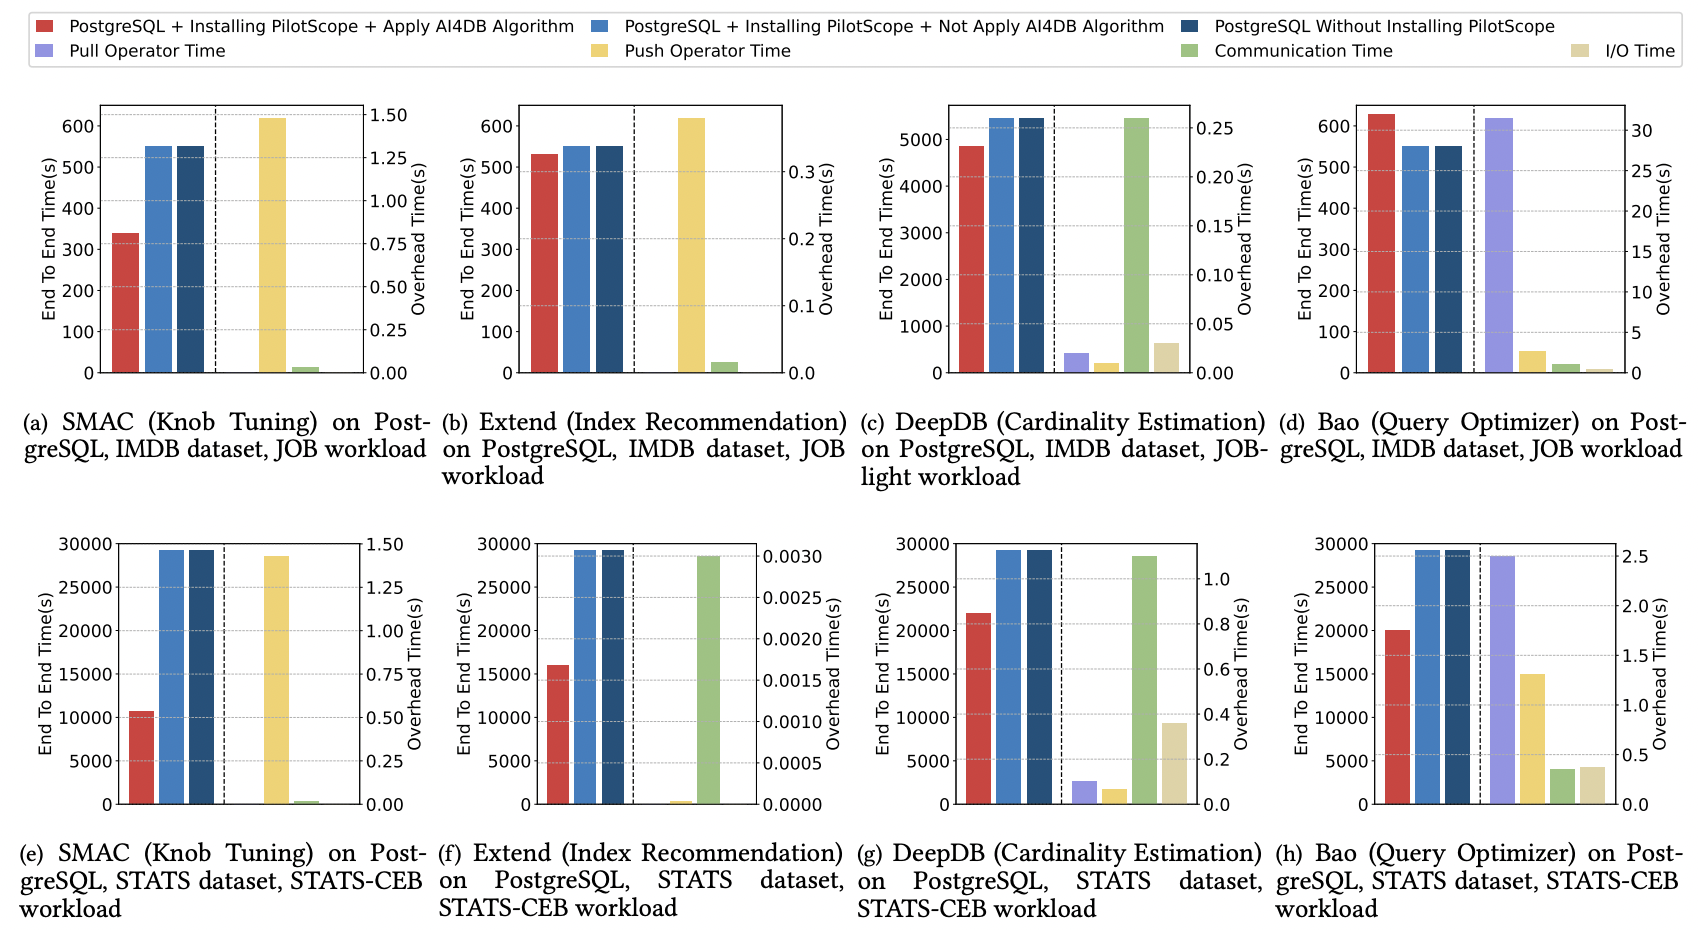 PostgreSQL + Installing PilotScope + Apply AI4DB Algorithm
PostgreSQL + Installing PilotScope + Not Apply AI4DB Algorithm
PostgreSQL Without Installing PilotScope
Pull Operator Time
Push Operator Time
Communication Time
I/O Time
End To End Time(s)
600
500
400
300
200
100
0
1.50
1.25
1.00
0.75
0.50
0.25
0.00
Overhead Time(s)
(a) SMAC (Knob Tuning) on Post-
greSQL, IMDB dataset, JOB workload
End To End Time(s)
600
500
400
300
200
100
0
0.3
0.2
0.1
0.0
Overhead Time(s)
(b) Extend (Index Recommendation)
on PostgreSQL, IMDB dataset, JOB
workload
End To End Time(s)
5000
4000
3000
2000
1000
0
0.25
0.20
0.15
0.10
0.05
0.00
Overhead Time(s)
(c) DeepDB (Cardinality Estimation)
on PostgreSQL, IMDB dataset, JOB-
light workload
End To End Time(s)
600
500
400
300
200
100
0
30
25
20
15
10
5
0
Overhead Time(s)
(d) Bao (Query Optimizer) on Post-
greSQL, IMDB dataset, JOB workload
End To End Time(s)
30000
25000
20000
15000
10000
5000
0
1.50
1.25
1.00
0.75
0.50
0.25
0.00
Overhead Time(s)
(e) SMAC (Knob Tuning) on Post-
greSQL, STATS dataset, STATS-CEB
workload
End To End Time(s)
30000
25000
20000
15000
10000
5000
0
0.0030
0.0025
0.0020
0.0015
0.0010
0.0005
0.0000
Overhead Time(s)
(f) Extend (Index Recommendation)
on PostgreSQL, STATS dataset,
STATS-CEB workload
End To End Time(s)
30000
25000
20000
15000
10000
5000
0
1.0
0.8
0.6
0.4
0.2
0.0
Overhead Time(s)
(g) DeepDB (Cardinality Estimation)
on PostgreSQL, STATS dataset,
STATS-CEB workload
End To End Time(s)
30000
25000
20000
15000
10000
5000
0
2.5
2.0
1.5
1.0
0.5
0.0
Overhead Time(s)
(h) Bao (Query Optimizer) on Post-
greSQL, STATS dataset, STATS-CEB
workload